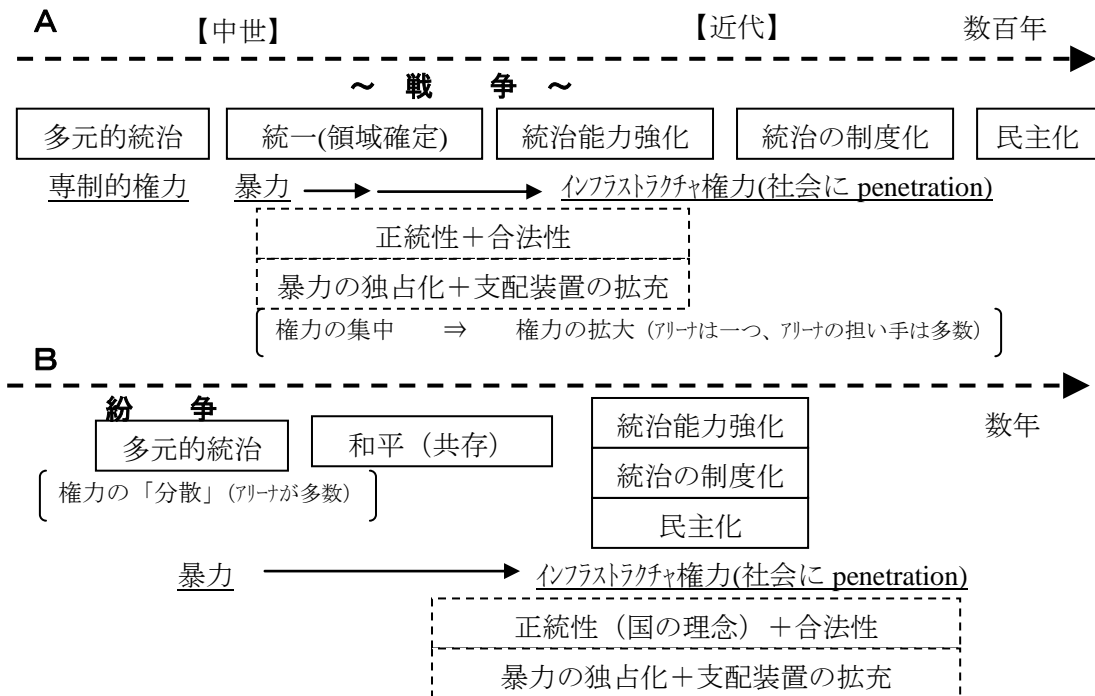 A
【中世】 【近代】 数百年
～ 戦 争 ～
多元的統治 統一(領域確定) 統治能力強化 統治の制度化 民主化
専制的権力 暴力 インフラストラクチャ権力(社会に penetration)
正統性＋合法性
暴力の独占化＋支配装置の拡充
権力の集中 ⇒ 権力の拡大（アリーナは一つ、アリーナの担い手は多数）
B
紛 争
数年
多元的統治 和平（共存） 統治能力強化
統治の制度化
民主化
権力の「分散」（アリーナが多数）
暴力 インフラストラクチャ権力(社会に penetration)
正統性（国の理念）＋合法性
暴力の独占化＋支配装置の拡充